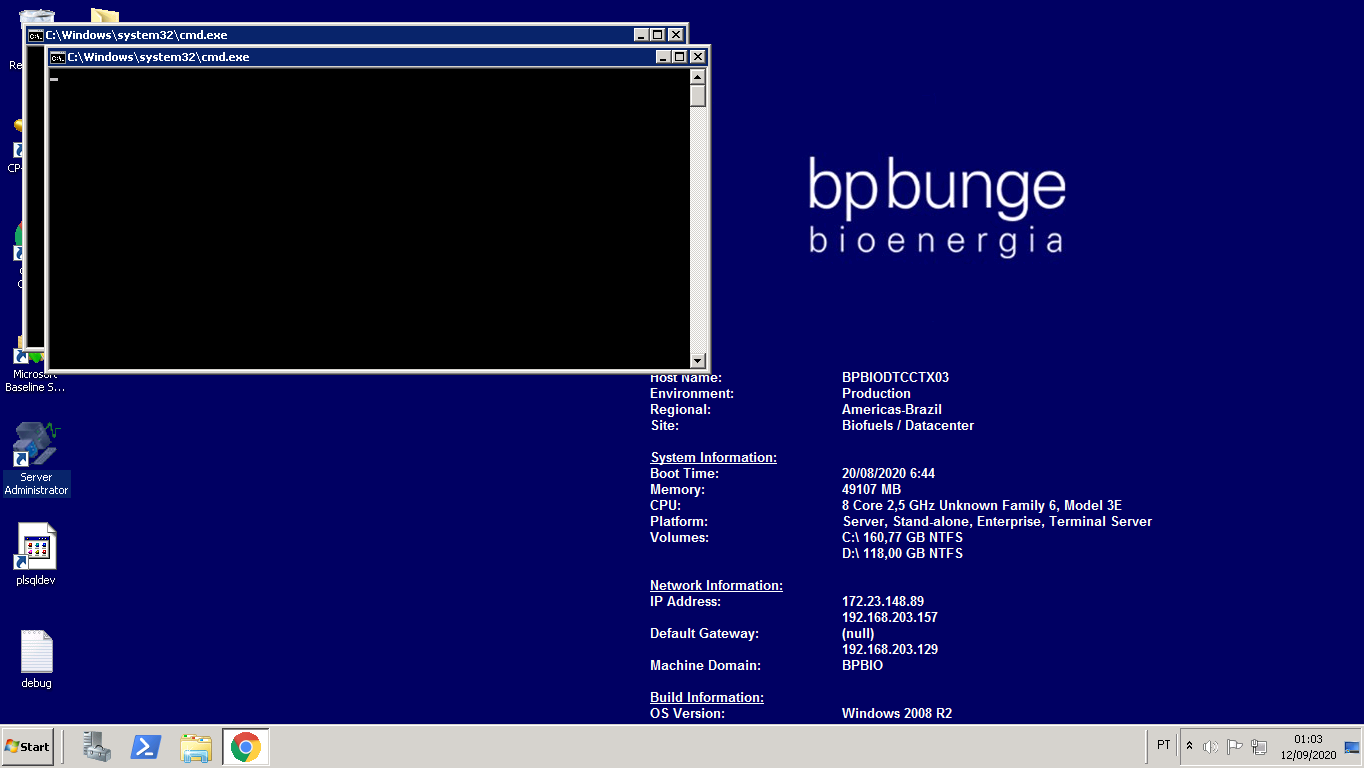 C:\Windows\system32\cmd.exe
C:\Windows\system32\cmd.exe
CP-
Microsoft
Baseline S...
Server
Administrator
plsqldev
debug
bp bunge
bioenergia
Host Name: BPBIODTCCTX03
Environment: Production
Regional: Americas-Brazil
Site: Biofuels / Datacenter
System Information:
Boot Time: 20/08/2020 6:44
Memory: 49107 MB
CPU: 8 Core 2,5 GHz Unknown Family 6, Model 3E
Platform: Server, Stand-alone, Enterprise, Terminal Server
Volumes: C:\ 160,77 GB NTFS
D:\ 118,00 GB NTFS
Network Information:
IP Address: 172.23.148.89
192.168.203.157
Default Gateway: (null)
192.168.203.129
Machine Domain: BPBIO
Build Information:
OS Version: Windows 2008 R2
Start
PT
01:03
12/09/2020